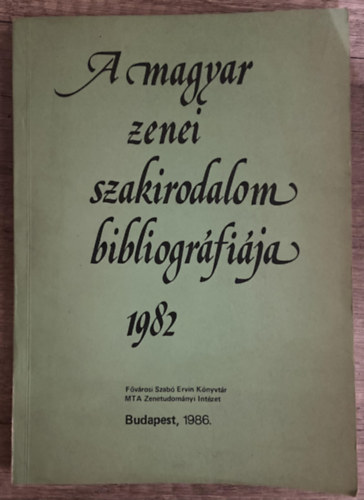 A magyar
zenei
szakirodalom
bibliográfiája
1982
Fővárosi Szabó Ervin Könyvtár
MTA Zenetudományi Intézet
Budapest, 1986.